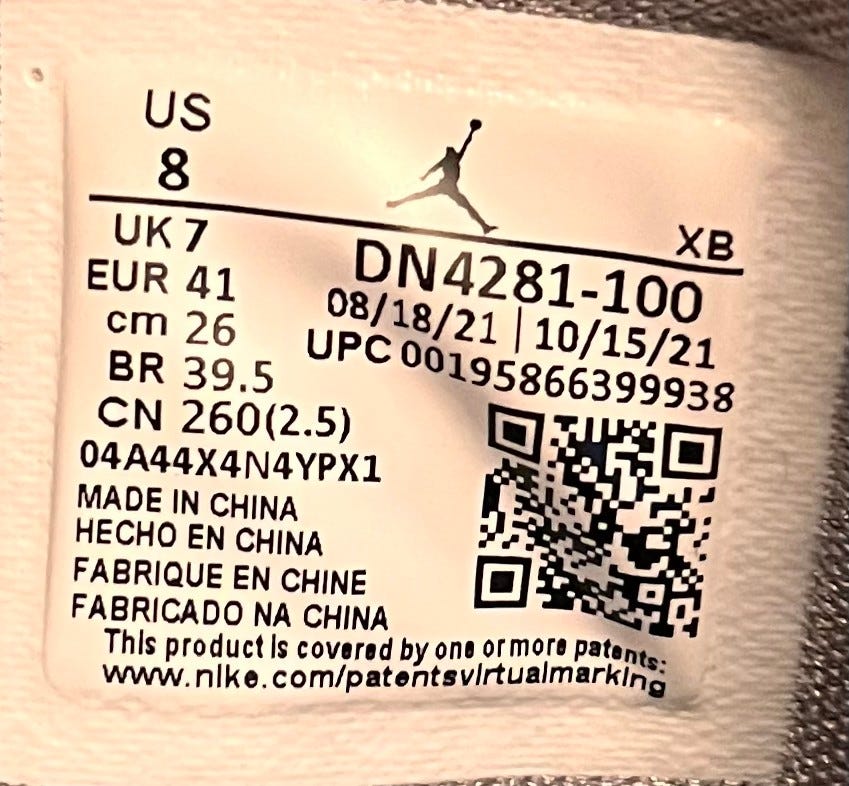 US
8
XB
UK 7
DN4281-100
EUR 41
08/18/21 | 10/15/21
cm 26
UPC 00195866399938
BR 39.5
CN 260(2.5)
04A44X4N4YPX1
MADE IN CHINA
HECHO EN CHINA
FABRIQUE EN CHINE
FABRICADO NA CHINA
This product is covered by one or more patents:
www.nike.com/patentsvirtualmarking